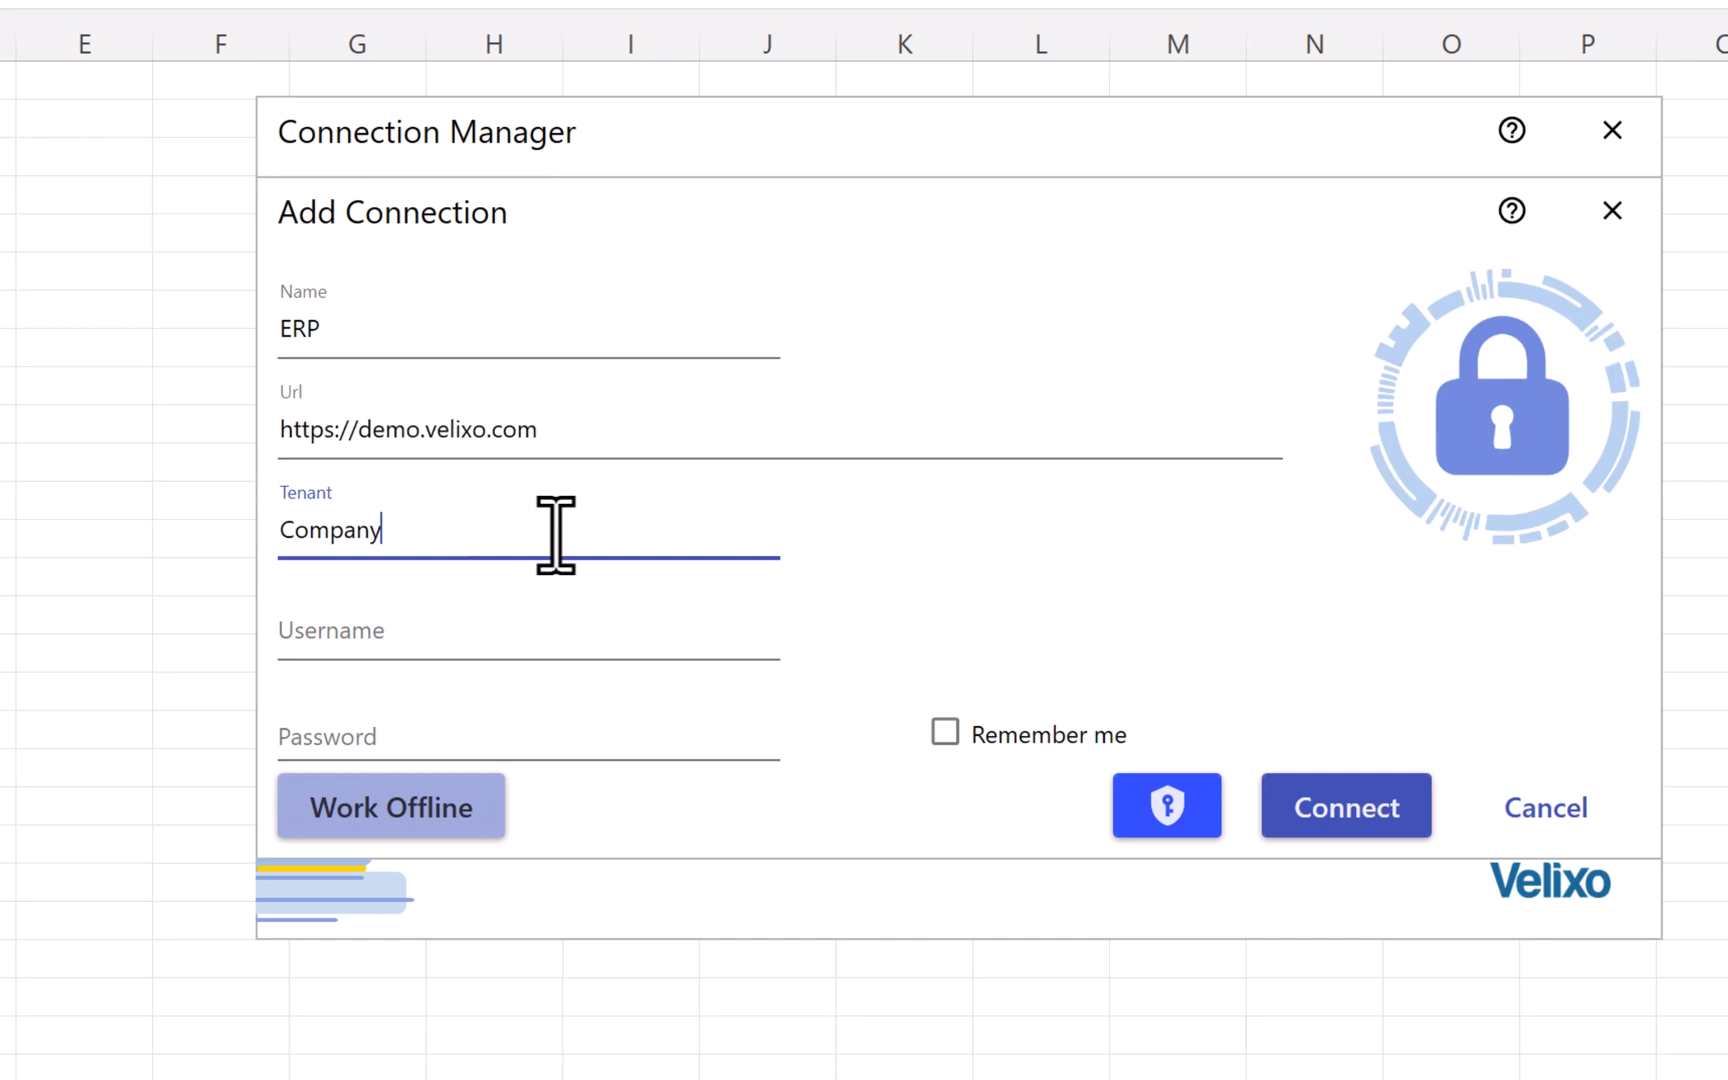 E F G H I J K L M N O P
Connection Manager
Add Connection
Name
ERP
Url
https://demo.velixo.com
Tenant
Company
Username
Password
Remember me
Work Offline
Connect
Cancel
Velixo